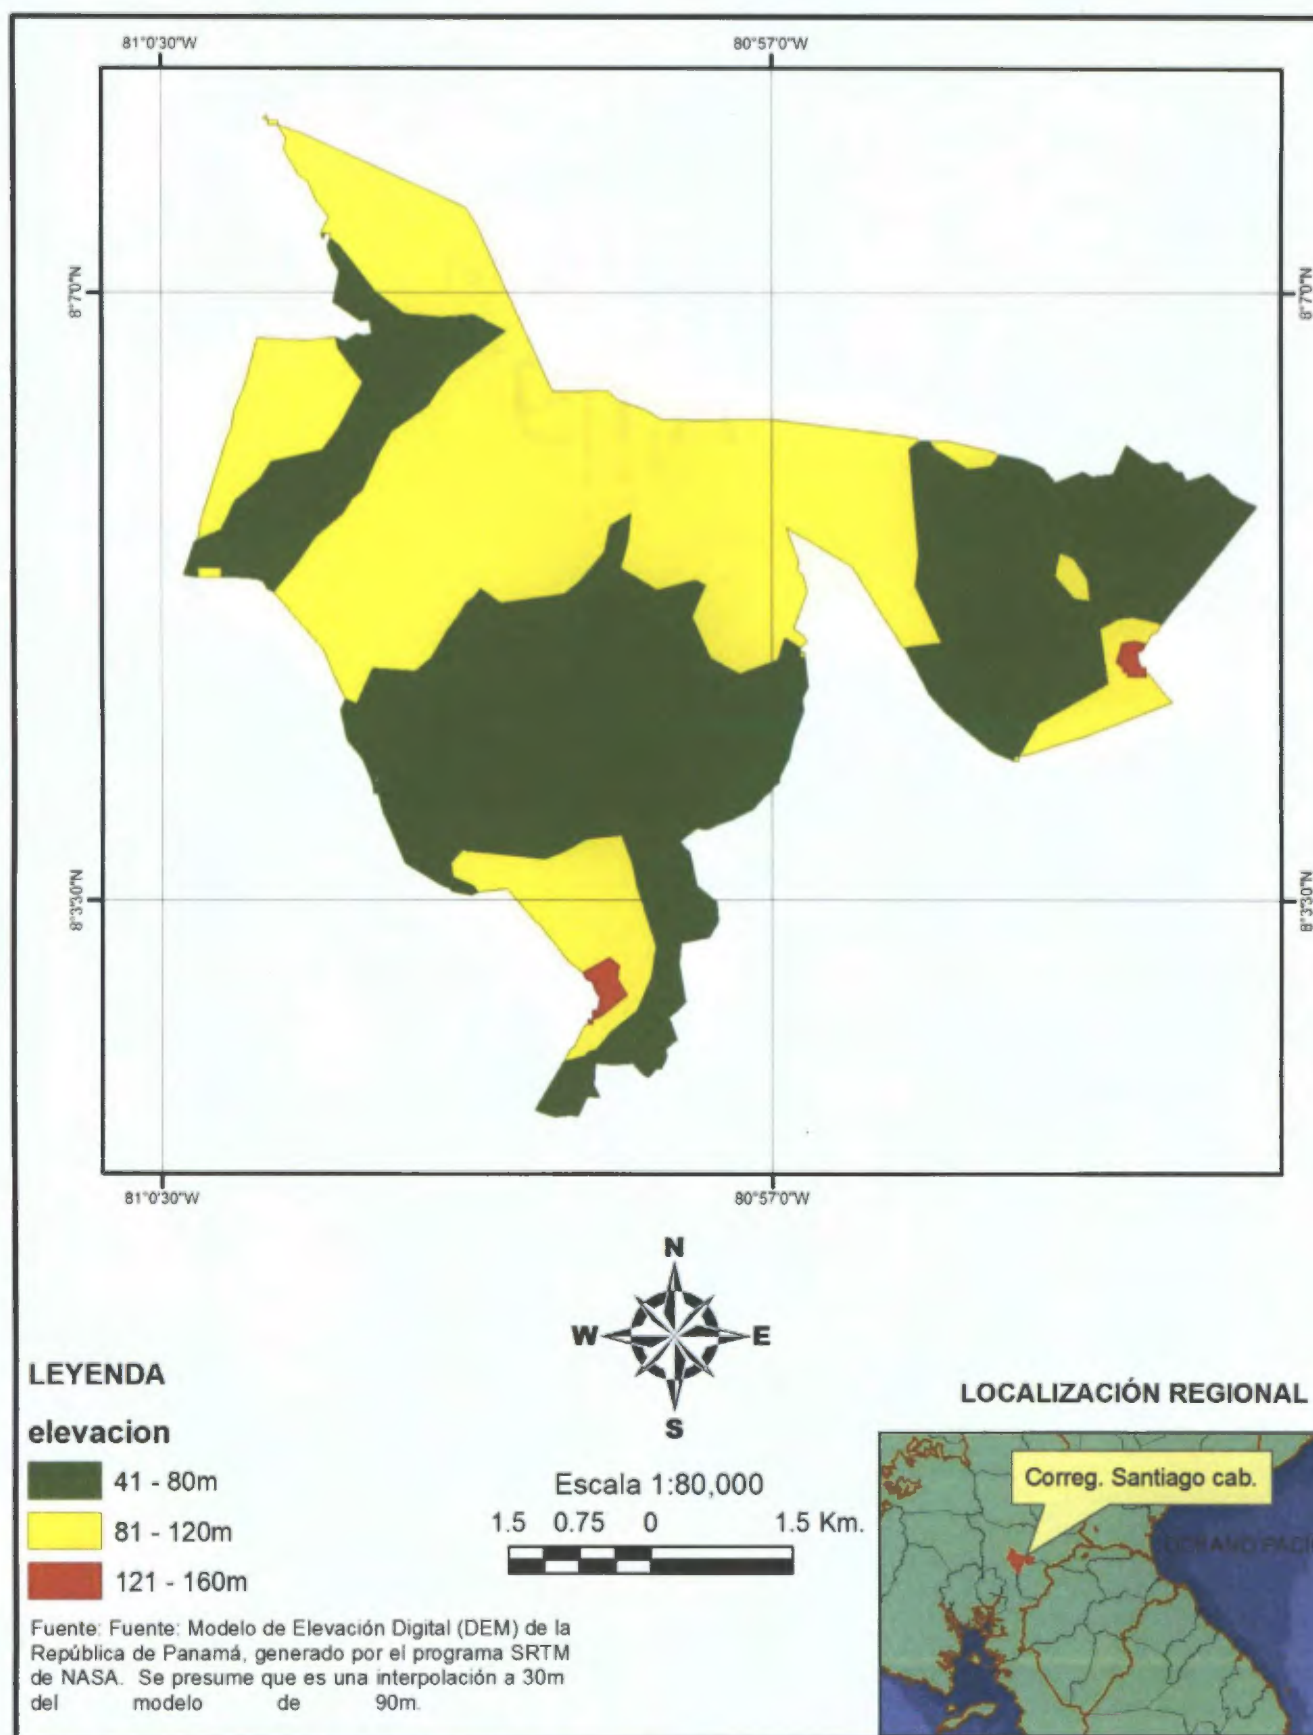 81°0'30"W
80°57'0"W
8°7'0"N
8°7'0"N
8°3'30"N
8°3'30"N
81°0'30"W
80°57'0"W
N
W
E
S
LEYENDA
elevacion
41 - 80m
81 - 120m
121 - 160m
Escala 1:80,000
1.5 0.75 0 1.5 Km.
Fuente: Fuente: Modelo de Elevación Digital (DEM) de la
República de Panamá, generado por el programa SRTM
de NASA. Se presume que es una interpolación a 30m
del modelo de 90m.
LOCALIZACIÓN REGIONAL
Correg. Santiago cab.